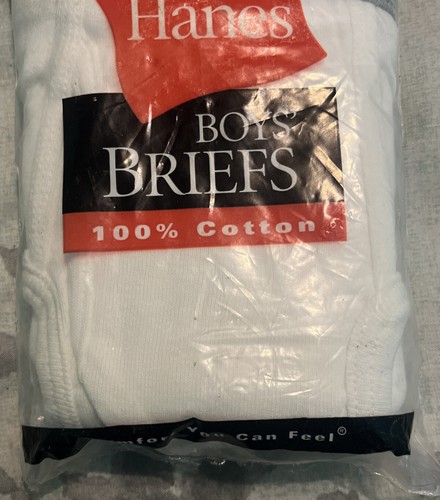 Hanes
BOYS'
BRIEFS
100% Cotton
You Can Feel®